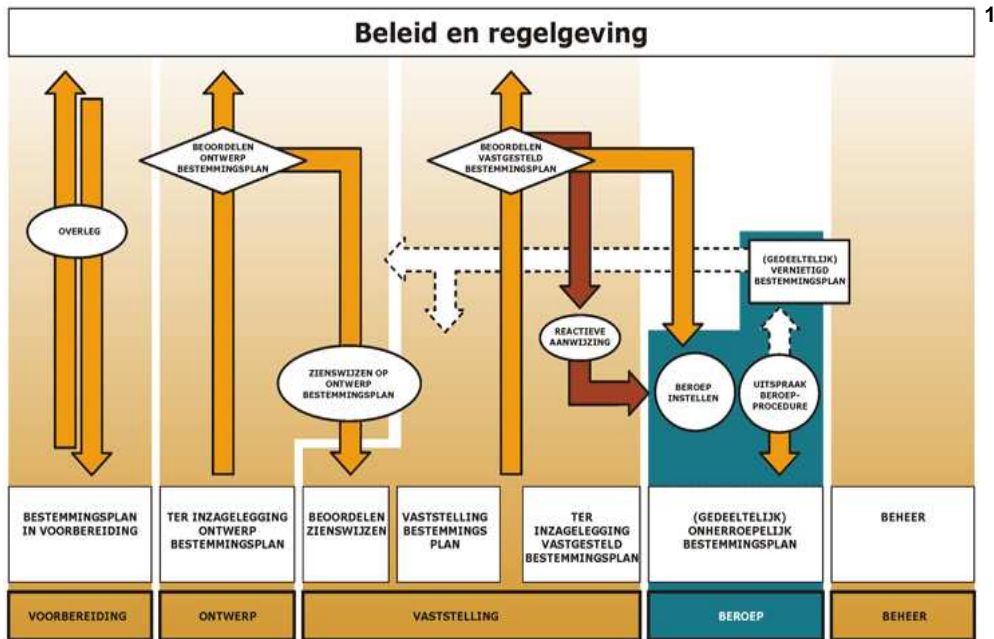 1
Beleid en regelgeving
BEOORDELEN
ONTWERP
BESTEMMINGSPLAN
BEOORDELEN
VASTGESTELD
BESTEMMINGSPLAN
OVERLEG
(GEDEELTELIJK)
VERNIETIGD
BESTEMMINGSPLAN
REACTIEVE
AANWIJZING
ZIENSWIJZEN OP
ONTWERP
BESTEMMINGSPLAN
BEROEP
INSTELLEN
UITSPRAAK
BEROEP-
PROCEDURE
BESTEMMINGSPLAN
IN VOORBEREIDING
TER INZAGELEGGING
ONTWERP
BESTEMMINGSPLAN
BEOORDELEN
ZIENSWIJZEN
VASTSTELLING
BESTEMMINGS
PLAN
TER
INZAGELEGGING
VASTGESTELD
BESTEMMINGSPLAN
(GEDEELTELIJK)
ONHERROEPELIJK
BESTEMMINGSPLAN
BEHEER
VOORBEREIDING
ONTWERP
VASTSTELLING
BEROEP
BEHEER